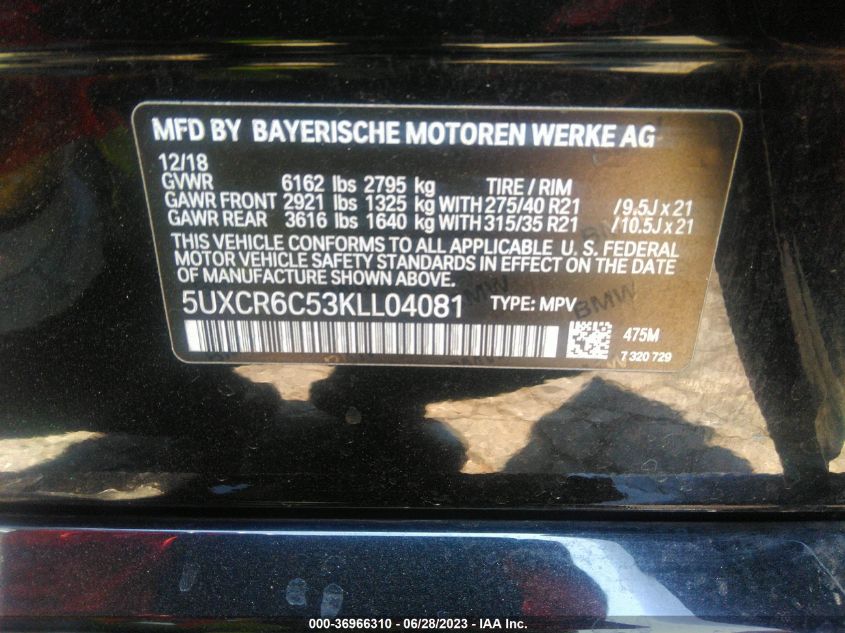 MFD BY BAYERISCHE MOTOREN WERKE AG
12/18
GVWR 6162 lbs 2795 kg TIRE / RIM
GAWR FRONT 2921 lbs 1325 kg WITH 275/40 R21 /9.5J x 21
GAWR REAR 3616 lbs 1640 kg WITH 315/35 R21 /10.5J x 21
THIS VEHICLE CONFORMS TO ALL APPLICABLE U. S. FEDERAL
MOTOR VEHICLE SAFETY STANDARDS IN EFFECT ON THE DATE
OF MANUFACTURE SHOWN ABOVE.
5UXCR6C53KLL04081 TYPE: MPV
475M
7 320 729
BMW
BMW
BMW
000-36966310 - 06/28/2023 - IAA Inc.